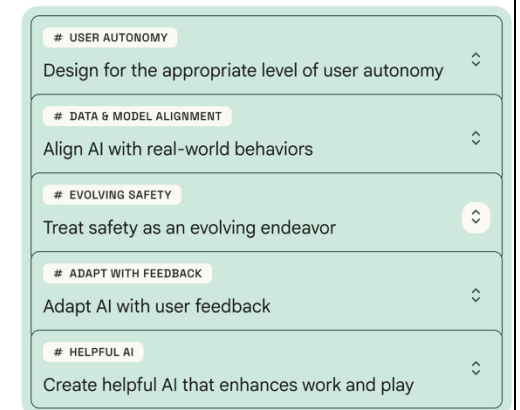 # USER AUTONOMY
Design for the appropriate level of user autonomy
# DATA & MODEL ALIGNMENT
Align AI with real-world behaviors
# EVOLVING SAFETY
Treat safety as an evolving endeavor
# ADAPT WITH FEEDBACK
Adapt AI with user feedback
# HELPFUL AI
Create helpful AI that enhances work and play